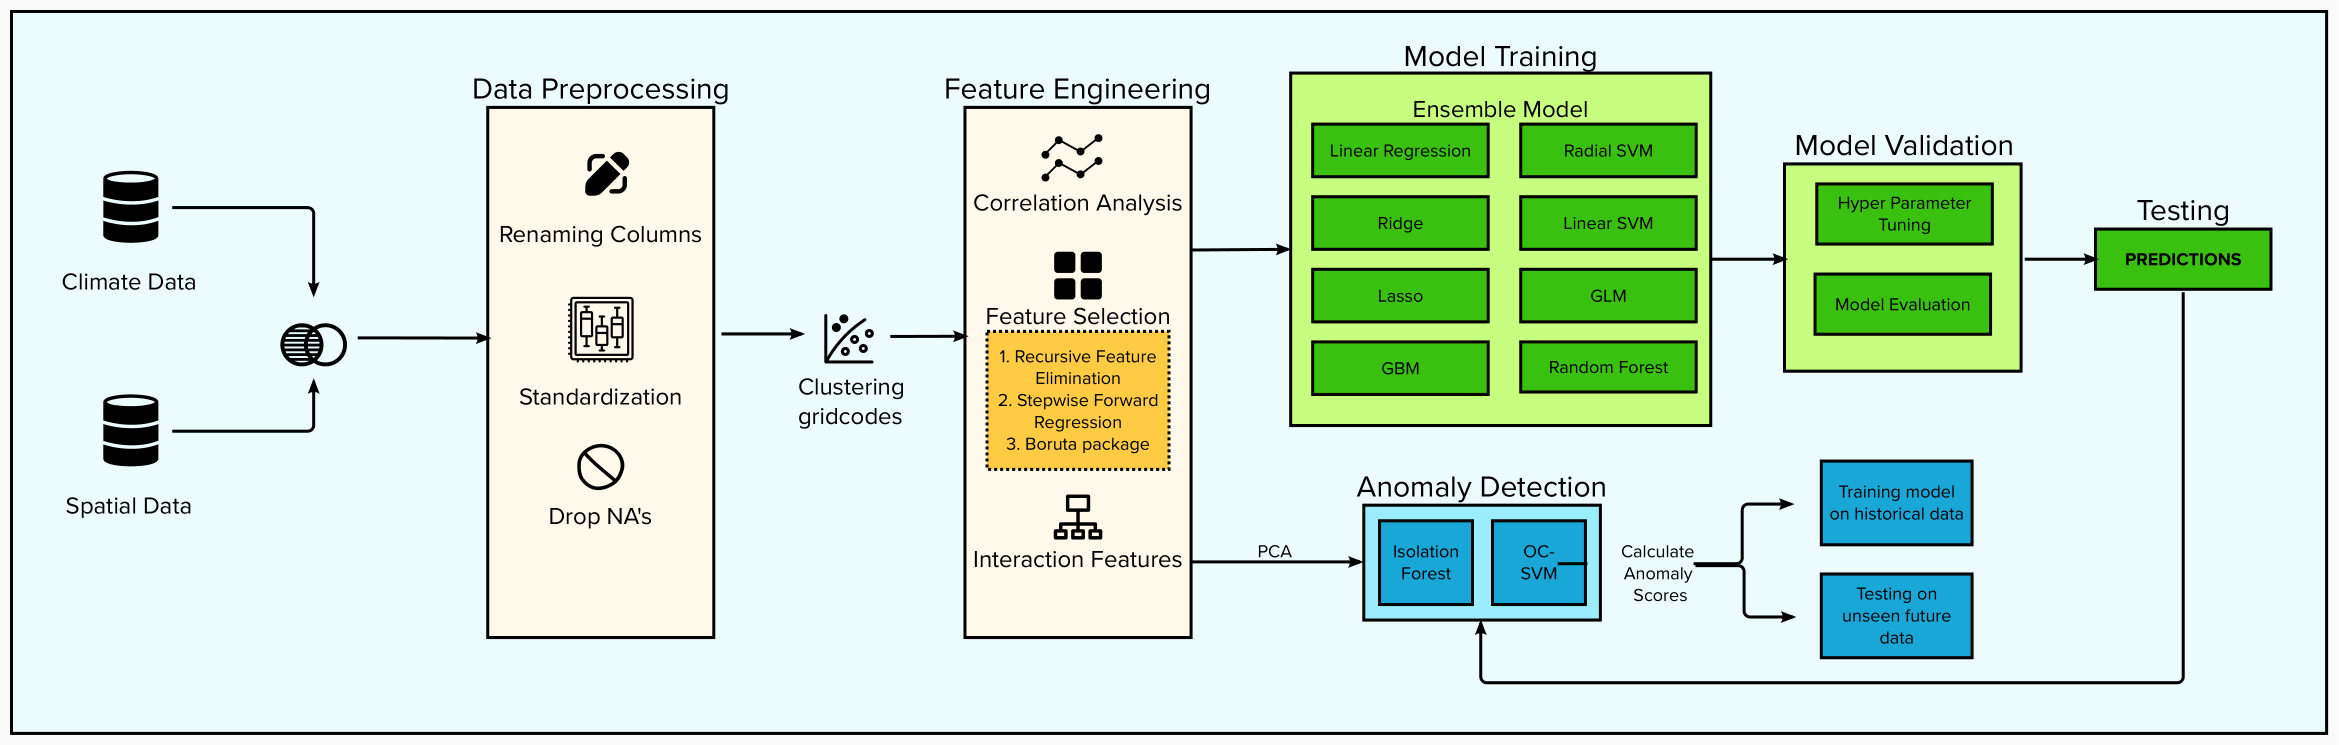 Climate Data
Spatial Data
Data Preprocessing
Renaming Columns
Standardization
Drop NA's
Clustering
gridcodes
Feature Engineering
Correlation Analysis
Feature Selection
1. Recursive Feature
Elimination
2. Stepwise Forward
Regression
3. Boruta package
Interaction Features
Model Training
Ensemble Model
Linear Regression
Radial SVM
Ridge
Linear SVM
Lasso
GLM
GBM
Random Forest
Model Validation
Hyper Parameter
Tuning
Model Evaluation
Testing
PREDICTIONS
PCA
Anomaly Detection
Isolation
Forest
OC-
SVM
Calculate
Anomaly
Scores
Training model
on historical data
Testing on
unseen future
data